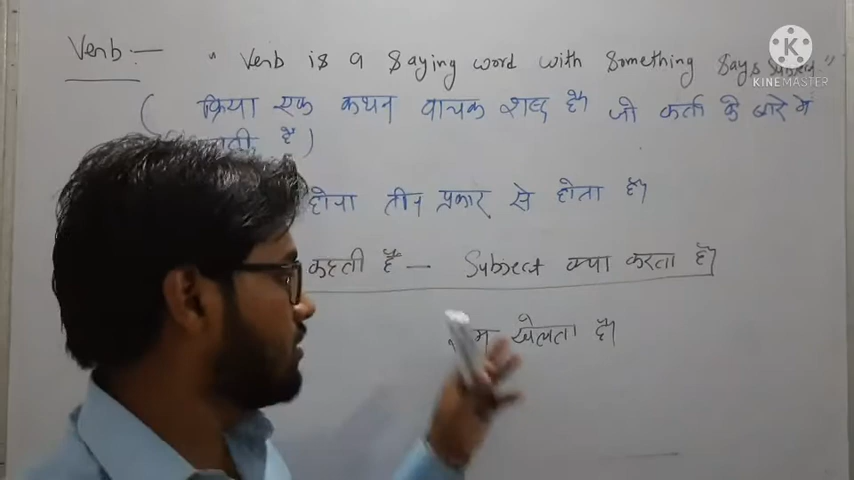 Verb :—
" Verb is a Saying word with Something Says Subject "
( क्रिया एक कथन वाचक शब्द है जो कर्ता के बारे मे
है )
होना तीन प्रकार से होता है
कहती है — Subject क्या करता है
खेलता है
KINEMASTER